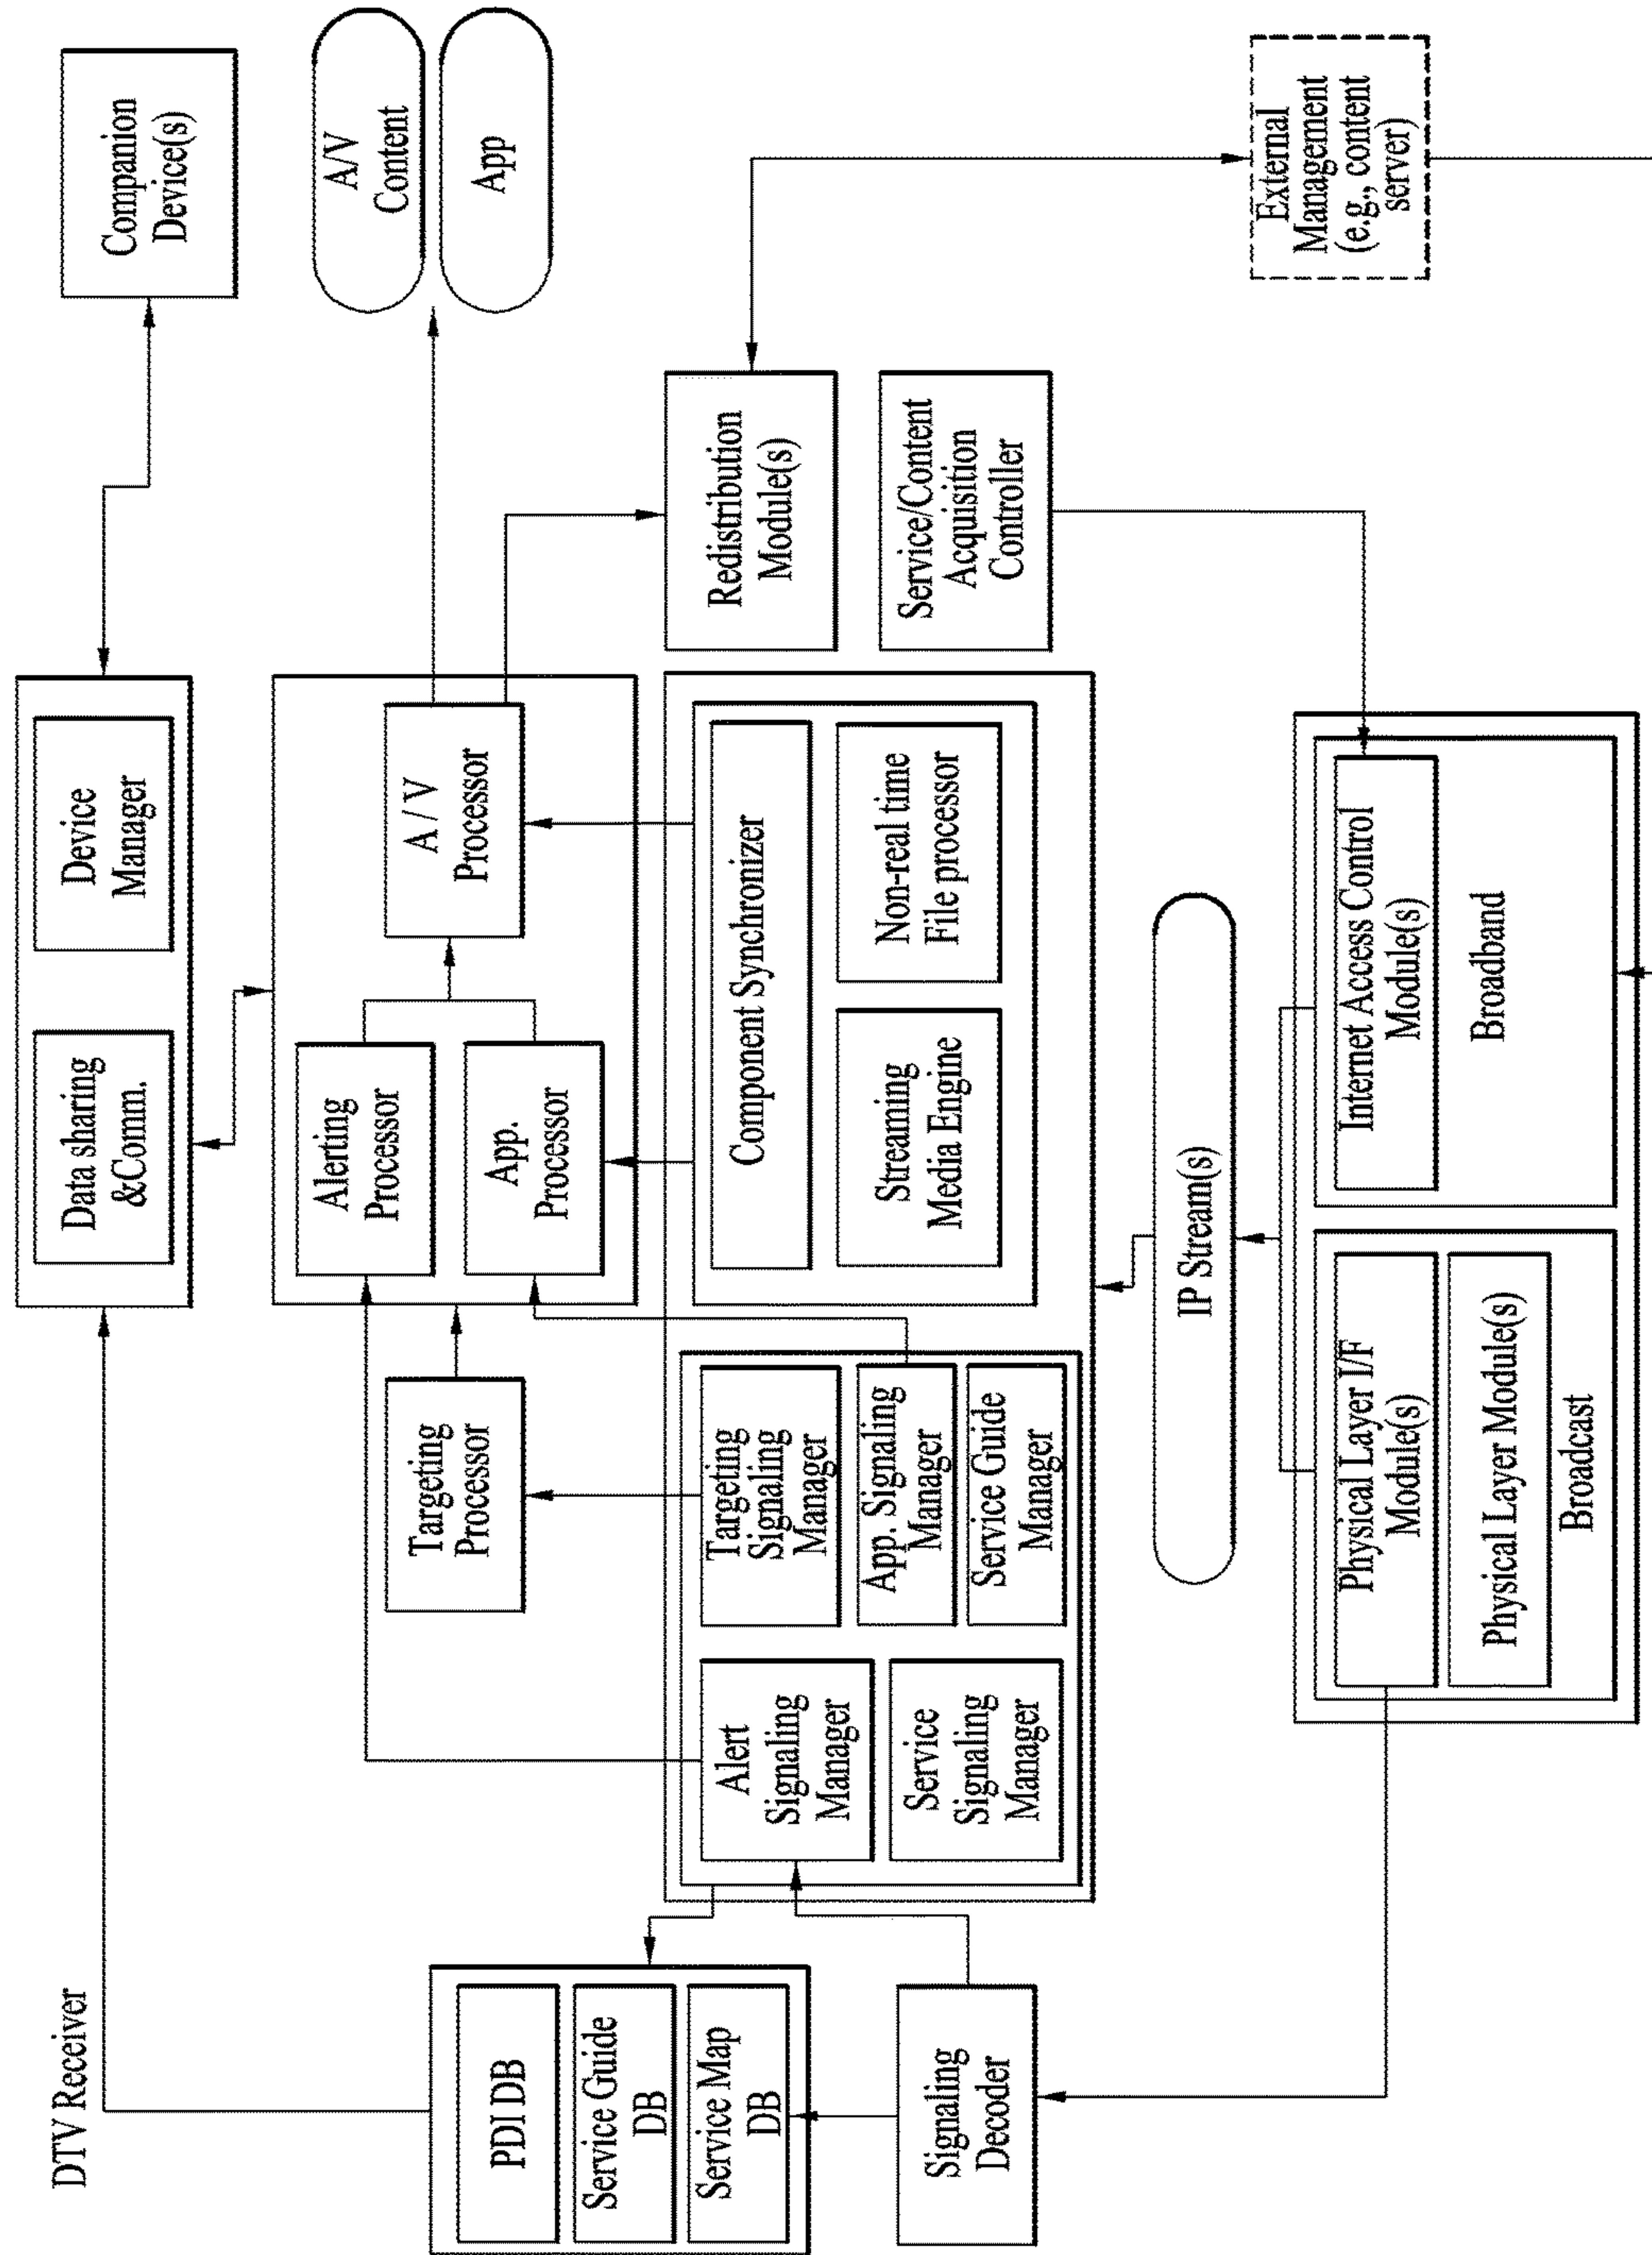 DTV Receiver
Data sharing
&Comm.
Device
Manager
Companion
Device(s)
PDI DB
Service Guide
DB
Service Map
DB
Targeting
Processor
Alerting
Processor
App.
Processor
A / V
Processor
A/V
Content
App
Alert
Signaling
Manager
Targeting
Signaling
Manager
Service
Signaling
Manager
App. Signaling
Manager
Service Guide
Manager
Component Synchronizer
Streaming
Media Engine
Non-real time
File processor
Redistribution
Module(s)
Service/Content
Acquisition
Controller
Signaling
Decoder
IP Stream(s)
Physical Layer I/F
Module(s)
Physical Layer Module(s)
Broadcast
Internet Access Control
Module(s)
Broadband
External
Management
(e.g., content
server)